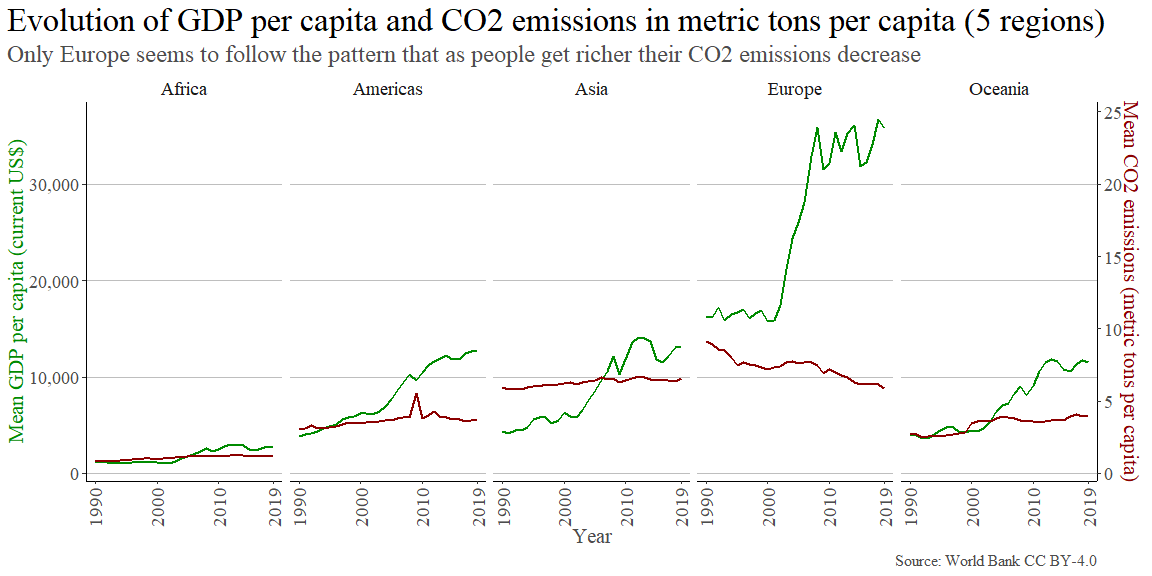 Evolution of GDP per capita and CO2 emissions in metric tons per capita (5 regions)
Only Europe seems to follow the pattern that as people get richer their CO2 emissions decrease
Africa
Americas
Asia
Europe
Oceania
Mean GDP per capita (current US$)
30,000
20,000
10,000
0
25
20
15
10
5
0
Mean CO2 emissions (metric tons per capita)
1990
2000
2010
2019
1990
2000
2010
2019
1990
2000
2010
2019
1990
2000
2010
2019
1990
2000
2010
2019
Year
Source: World Bank CC BY-4.0